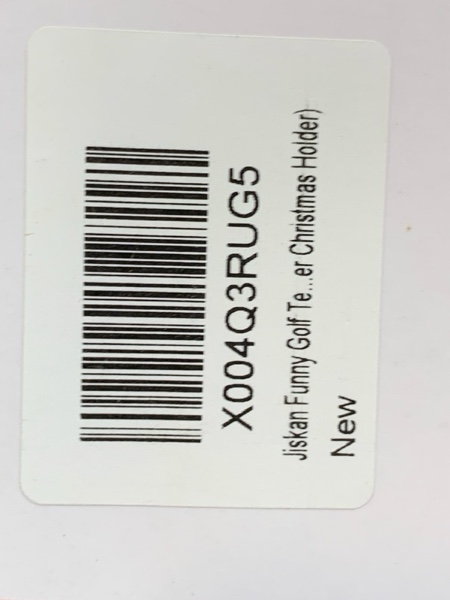 X004Q3RUG5
Jiskan Funny Golf Te...er Christmas Holder)
New